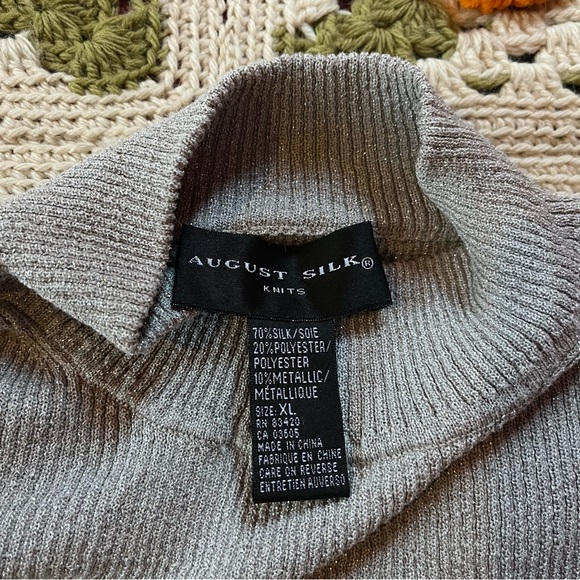 AUGUST SILK®
KNITS
70%SILK/SOIE
20%POLYESTER/
POLYESTER
10%METALLIC/
MÉTALLIQUE
SIZE: XL
RN 83420
CA 03605
MADE IN CHINA
FABRIQUE EN CHINE
CARE ON REVERSE
ENTRETIEN AUVERSO